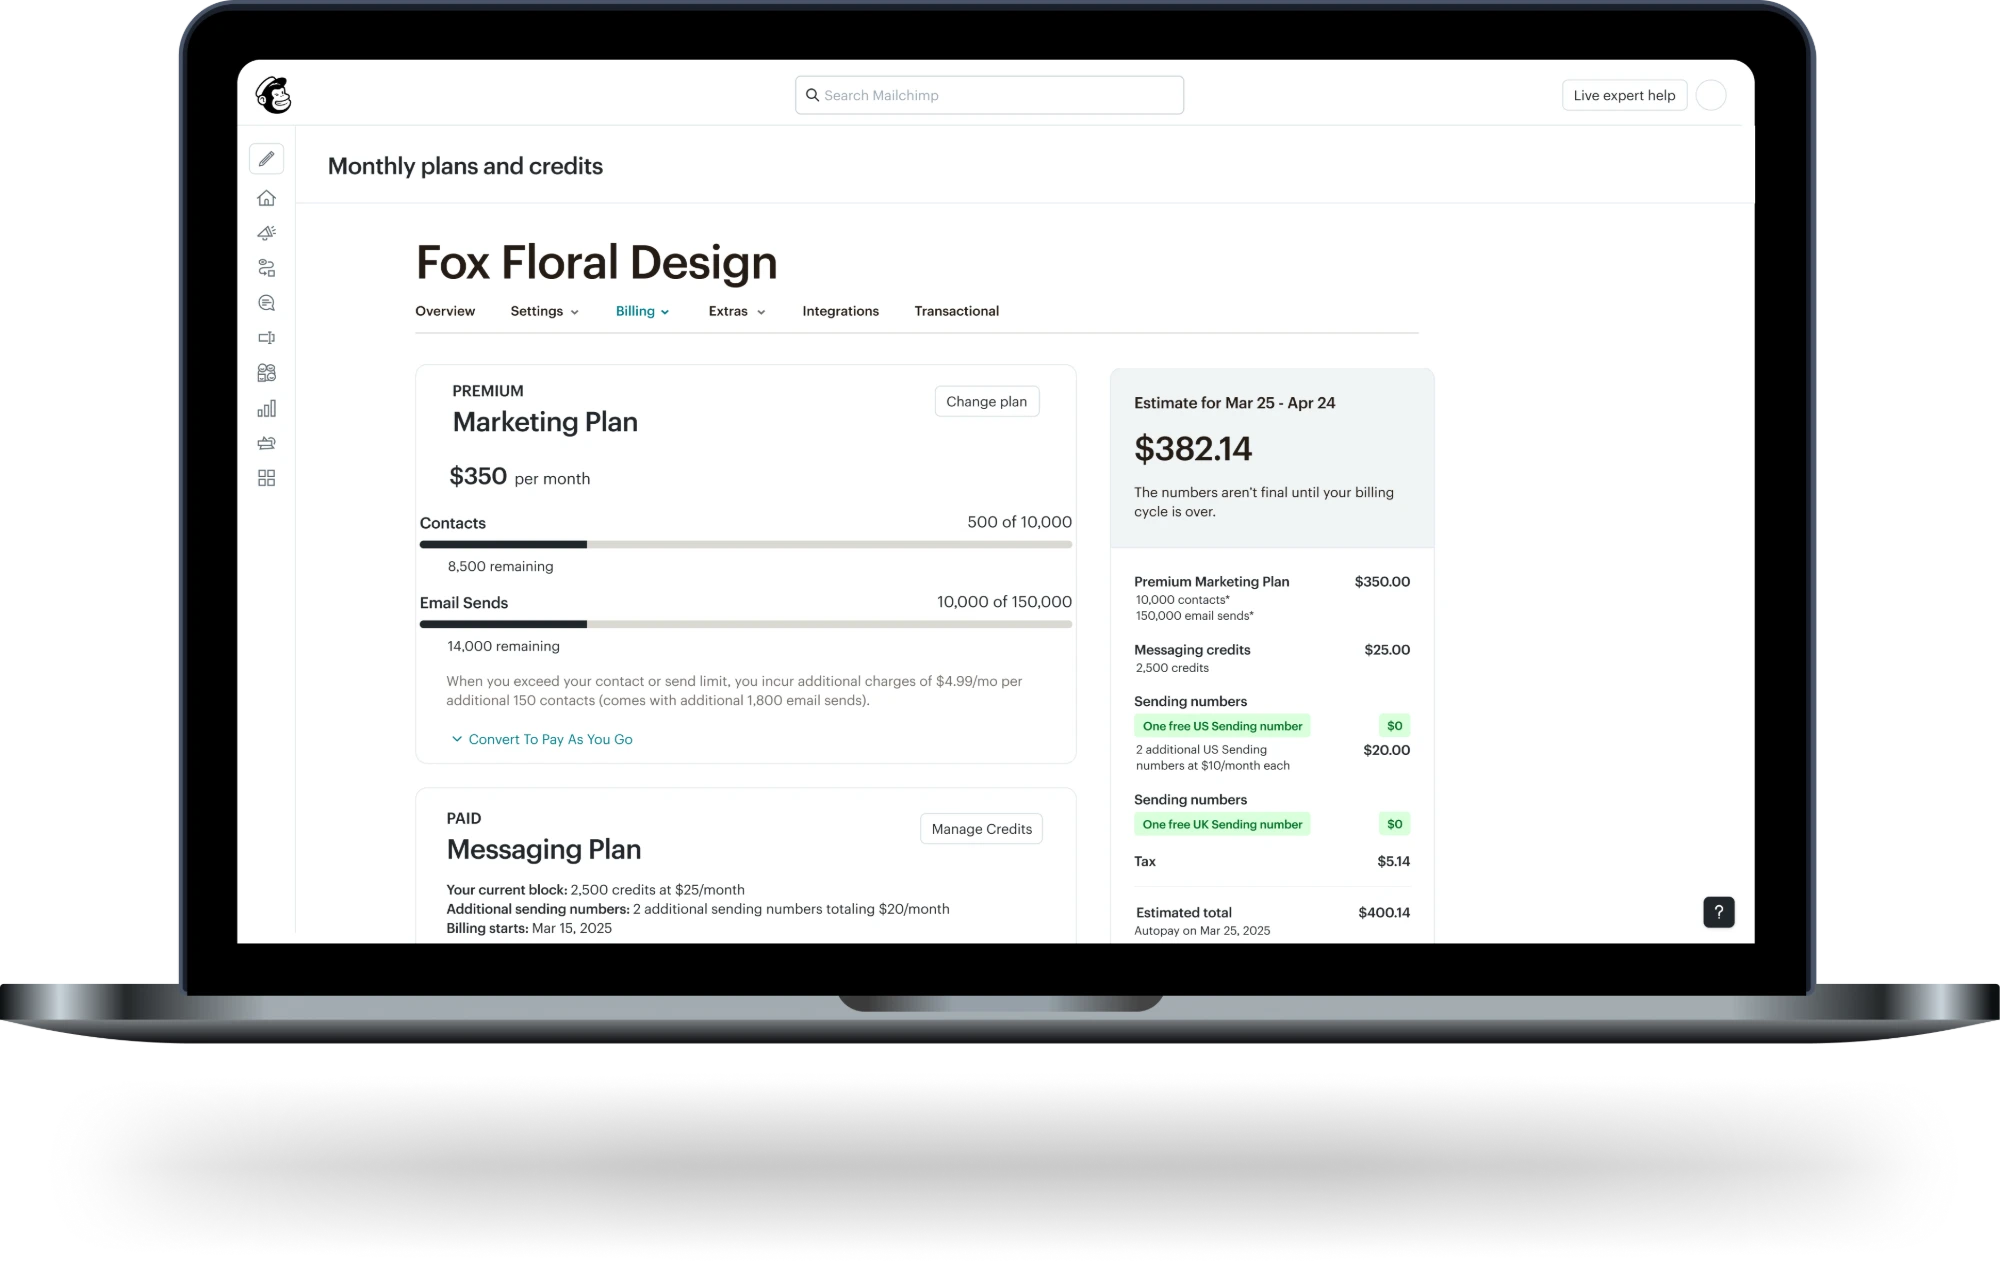 Search Mailchimp
Live expert help
Monthly plans and credits
Fox Floral Design
Overview Settings Billing Extras Integrations Transactional
PREMIUM
Marketing Plan
Change plan
$350 per month
Contacts 500 of 10,000
8,500 remaining
Email Sends 10,000 of 150,000
14,000 remaining
When you exceed your contact or send limit, you incur additional charges of $4.99/mo per
additional 150 contacts (comes with additional 1,800 email sends).
Convert To Pay As You Go
PAID
Messaging Plan
Manage Credits
Your current block: 2,500 credits at $25/month
Additional sending numbers: 2 additional sending numbers totaling $20/month
Billing starts: Mar 15, 2025
Estimate for Mar 25 - Apr 24
$382.14
The numbers aren't final until your billing
cycle is over.
Premium Marketing Plan $350.00
10,000 contacts*
150,000 email sends*
Messaging credits $25.00
2,500 credits
Sending numbers
One free US Sending number $0
2 additional US Sending $20.00
numbers at $10/month each
Sending numbers
One free UK Sending number $0
Tax $5.14
Estimated total $400.14
Autopay on Mar 25, 2025
?